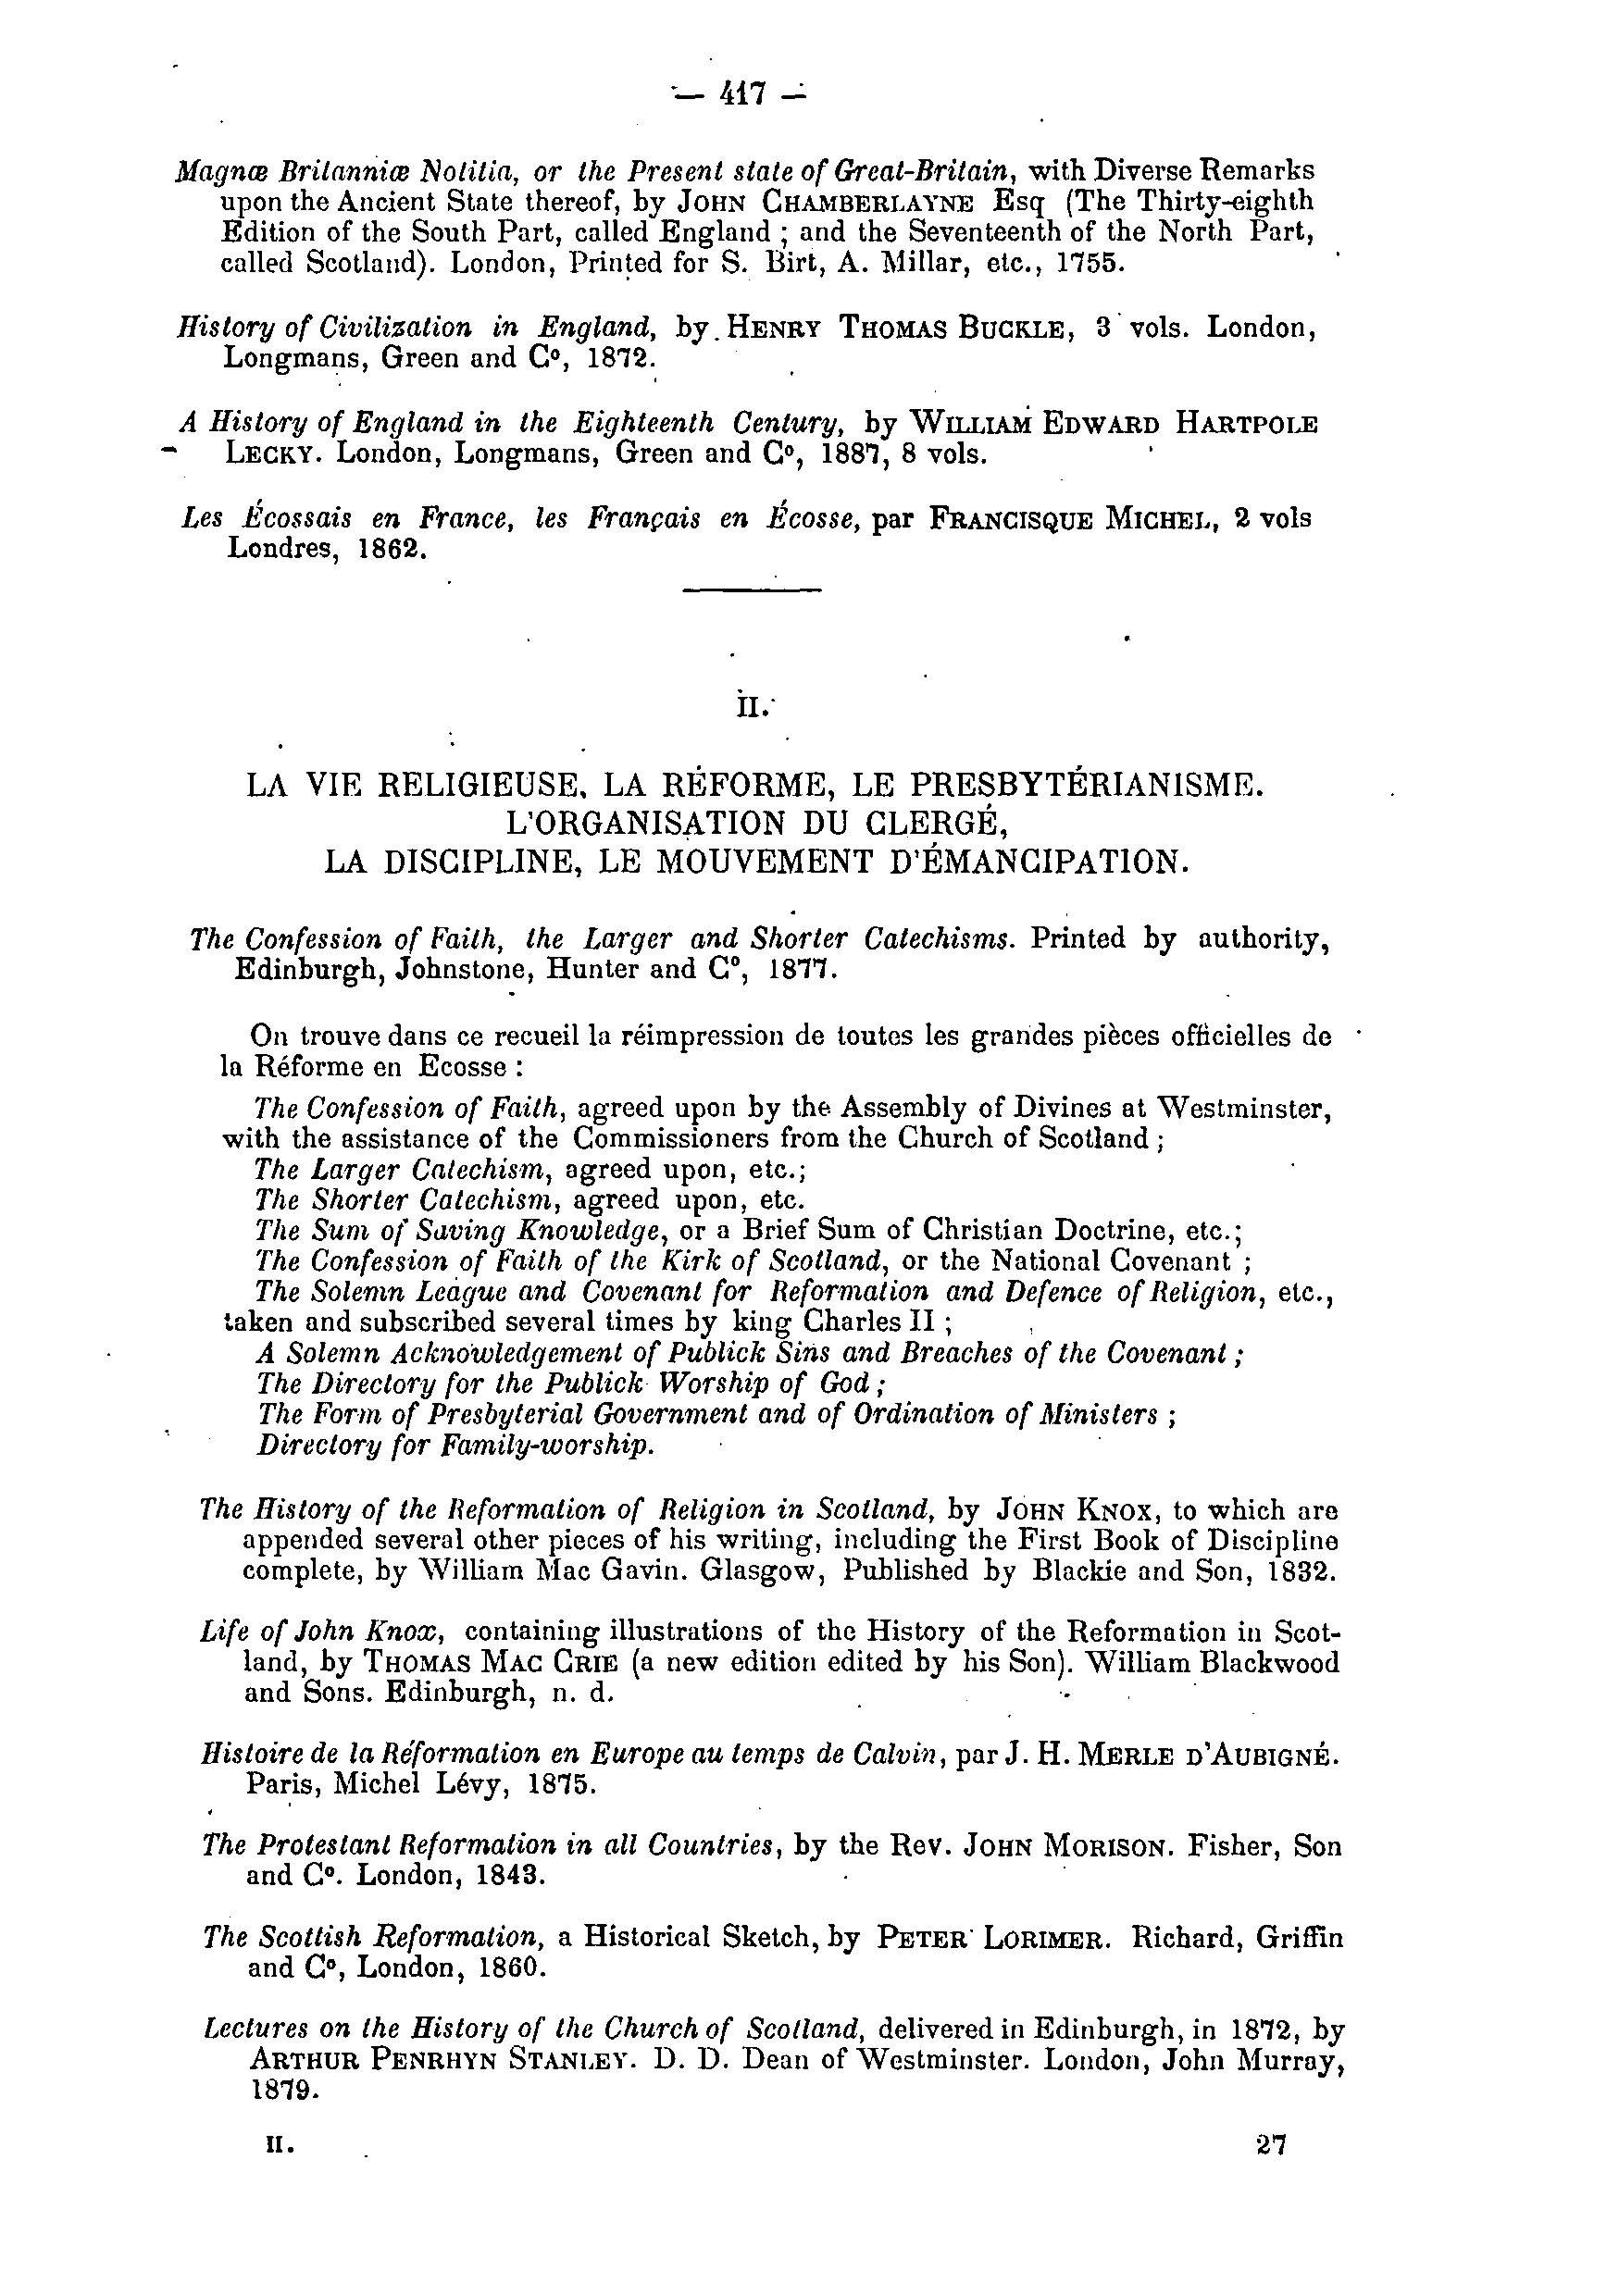 — 417 —
Magnæ Britanniæ Notitia, or the Present state of Great-Britain, with Diverse Remarks
upon the Ancient State thereof, by JOHN CHAMBERLAYNE Esq (The Thirty-eighth
Edition of the South Part, called England ; and the Seventeenth of the North Part,
called Scotland). London, Printed for S. Birt, A. Millar, etc., 1755.
History of Civilization in England, by HENRY THOMAS BUCKLE, 3 vols. London,
Longmans, Green and Cº, 1872.
A History of England in the Eighteenth Century, by WILLIAM EDWARD HARTPOLE
LECKY. London, Longmans, Green and Cº, 1887, 8 vols.
Les Écossais en France, les Français en Écosse, par FRANCISQUE MICHEL, 2 vols
Londres, 1862.
II.
LA VIE RELIGIEUSE, LA RÉFORME, LE PRESBYTÉRIANISME.
L'ORGANISATION DU CLERGÉ,
LA DISCIPLINE, LE MOUVEMENT D'ÉMANCIPATION.
The Confession of Faith, the Larger and Shorter Catechisms. Printed by authority,
Edinburgh, Johnstone, Hunter and Cº, 1877.
On trouve dans ce recueil la réimpression de toutes les grandes pièces officielles de
la Réforme en Ecosse :
The Confession of Faith, agreed upon by the Assembly of Divines at Westminster,
with the assistance of the Commissioners from the Church of Scotland ;
The Larger Catechism, agreed upon, etc.;
The Shorter Catechism, agreed upon, etc.
The Sum of Saving Knowledge, or a Brief Sum of Christian Doctrine, etc.;
The Confession of Faith of the Kirk of Scotland, or the National Covenant ;
The Solemn League and Covenant for Reformation and Defence of Religion, etc.,
taken and subscribed several times by king Charles II ;
A Solemn Acknowledgement of Publick Sins and Breaches of the Covenant ;
The Directory for the Publick Worship of God ;
The Form of Presbyterial Government and of Ordination of Ministers ;
Directory for Family-worship.
The History of the Reformation of Religion in Scotland, by JOHN KNOX, to which are
appended several other pieces of his writing, including the First Book of Discipline
complete, by William Mac Gavin. Glasgow, Published by Blackie and Son, 1832.
Life of John Knox, containing illustrations of the History of the Reformation in Scot-
land, by THOMAS MAC CRIE (a new edition edited by his Son). William Blackwood
and Sons. Edinburgh, n. d.
Histoire de la Réformation en Europe au temps de Calvin, par J. H. MERLE D'AUBIGNÉ.
Paris, Michel Lévy, 1875.
The Protestant Reformation in all Countries, by the Rev. JOHN MORISON. Fisher, Son
and Cº. London, 1843.
The Scottish Reformation, a Historical Sketch, by PETER LORIMER. Richard, Griffin
and Cº, London, 1860.
Lectures on the History of the Church of Scotland, delivered in Edinburgh, in 1872, by
ARTHUR PENRHYN STANLEY. D. D. Dean of Westminster. London, John Murray,
1879.
II. 27